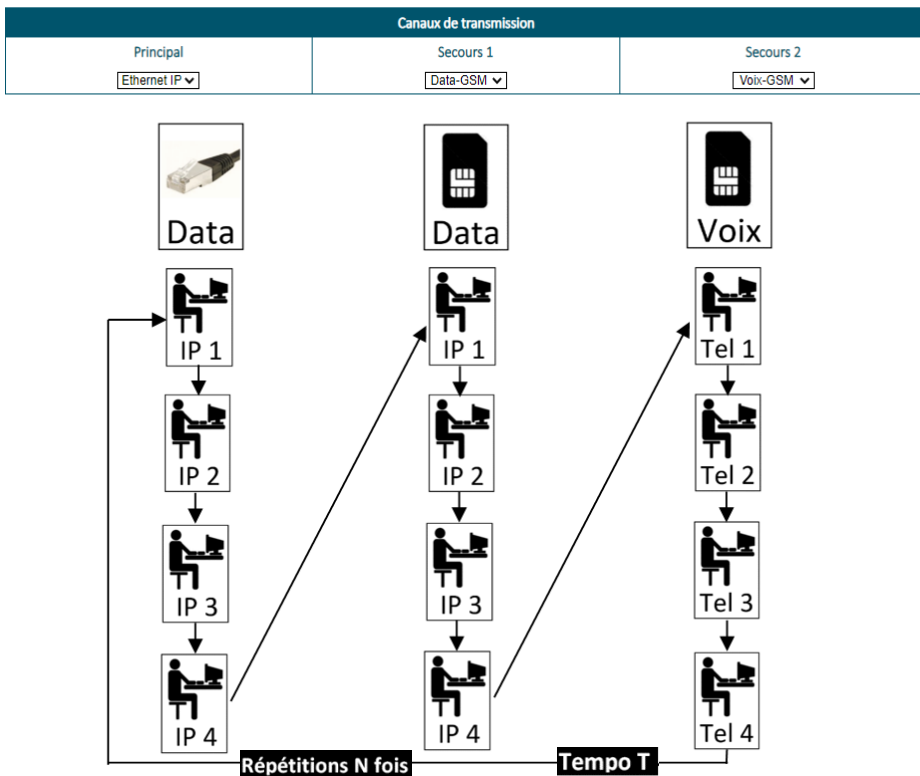 Canaux de transmission
Principal
Secours 1
Secours 2
Ethernet IP
Data-GSM
Voix-GSM
Data
Data
Voix
IP 1
IP 1
Tel 1
IP 2
IP 2
Tel 2
IP 3
IP 3
Tel 3
IP 4
IP 4
Tel 4
Répétitions N fois
Tempo T